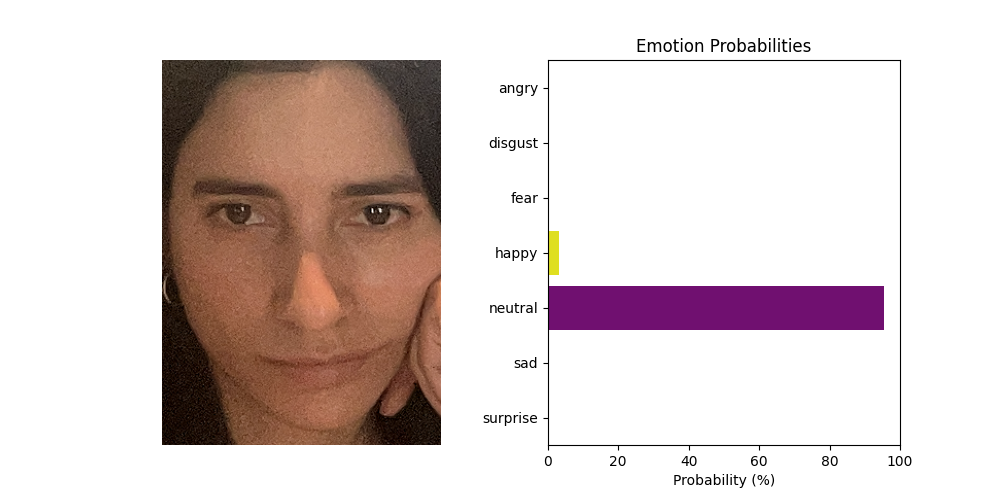 Emotion Probabilities
angry
disgust
fear
happy
neutral
sad
surprise
0 20 40 60 80 100
Probability (%)